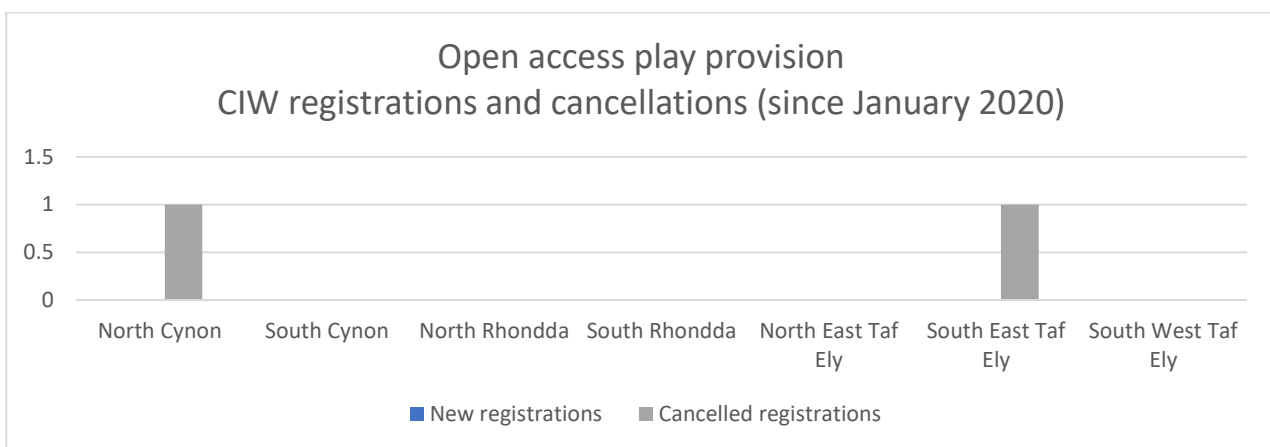 Open access play provision
CIW registrations and cancellations (since January 2020)
1.5
1
0.5
0
North Cynon South Cynon North Rhondda South Rhondda North East Taf Ely South East Taf Ely South West Taf Ely
New registrations Cancelled registrations